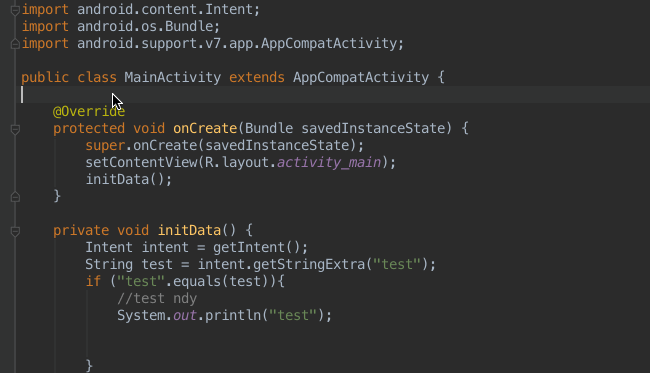 import android.content.Intent;
import android.os.Bundle;
import android.support.v7.app.AppCompatActivity;
public class MainActivity extends AppCompatActivity {
@Override
protected void onCreate(Bundle savedInstanceState) {
super.onCreate(savedInstanceState);
setContentView(R.layout.activity_main);
initData();
}
private void initData() {
Intent intent = getIntent();
String test = intent.getStringExtra("test");
if ("test".equals(test)){
//test ndy
System.out.println("test");
}